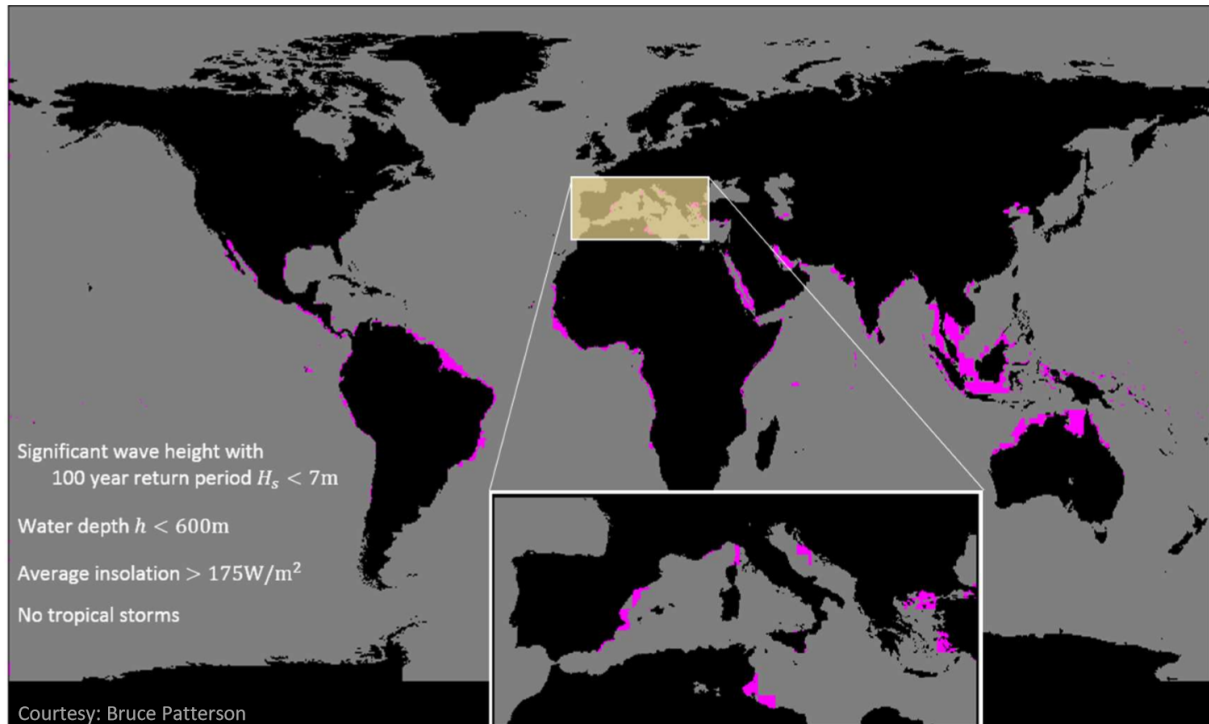 Significant wave height with
100 year return period H_s < 7m
Water depth h < 600m
Average insolation > 175W/m²
No tropical storms
Courtesy: Bruce Patterson